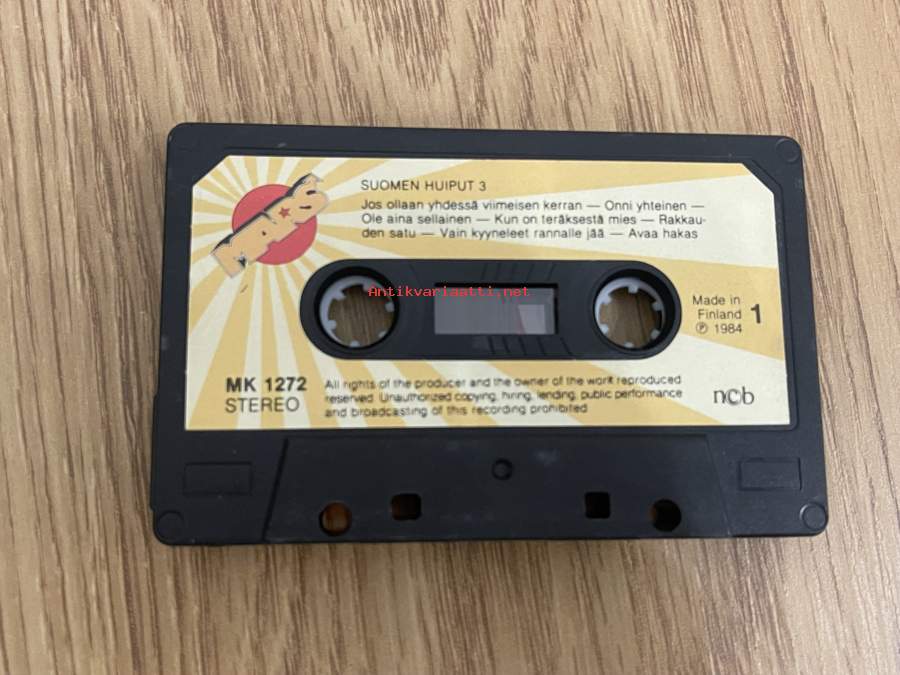 MARS
SUOMEN HUIPUT 3
Jos ollaan yhdessä viimeisen kerran — Onni yhteinen —
Ole aina sellainen — Kun on teräksestä mies — Rakkau-
den satu — Vain kyyneleet rannalle jää — Avaa hakas
Antikvariaatti.net
Made in
Finland
℗ 1984
1
MK 1272
STEREO
All rights of the producer and the owner of the work reproduced
reserved. Unauthorized copying, hiring, lending, public performance
and broadcasting of this recording prohibited
ncb